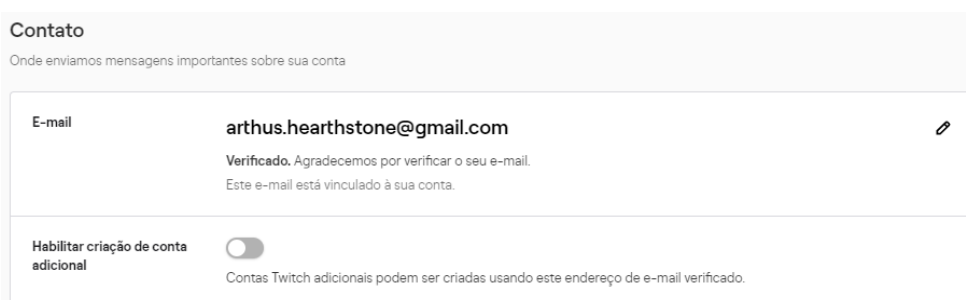 Contato
Onde enviamos mensagens importantes sobre sua conta
E-mail
arthus.hearthstone@gmail.com
Verificado. Agradecemos por verificar o seu e-mail.
Este e-mail está vinculado à sua conta.
Habilitar criação de conta
adicional
Contas Twitch adicionais podem ser criadas usando este endereço de e-mail verificado.